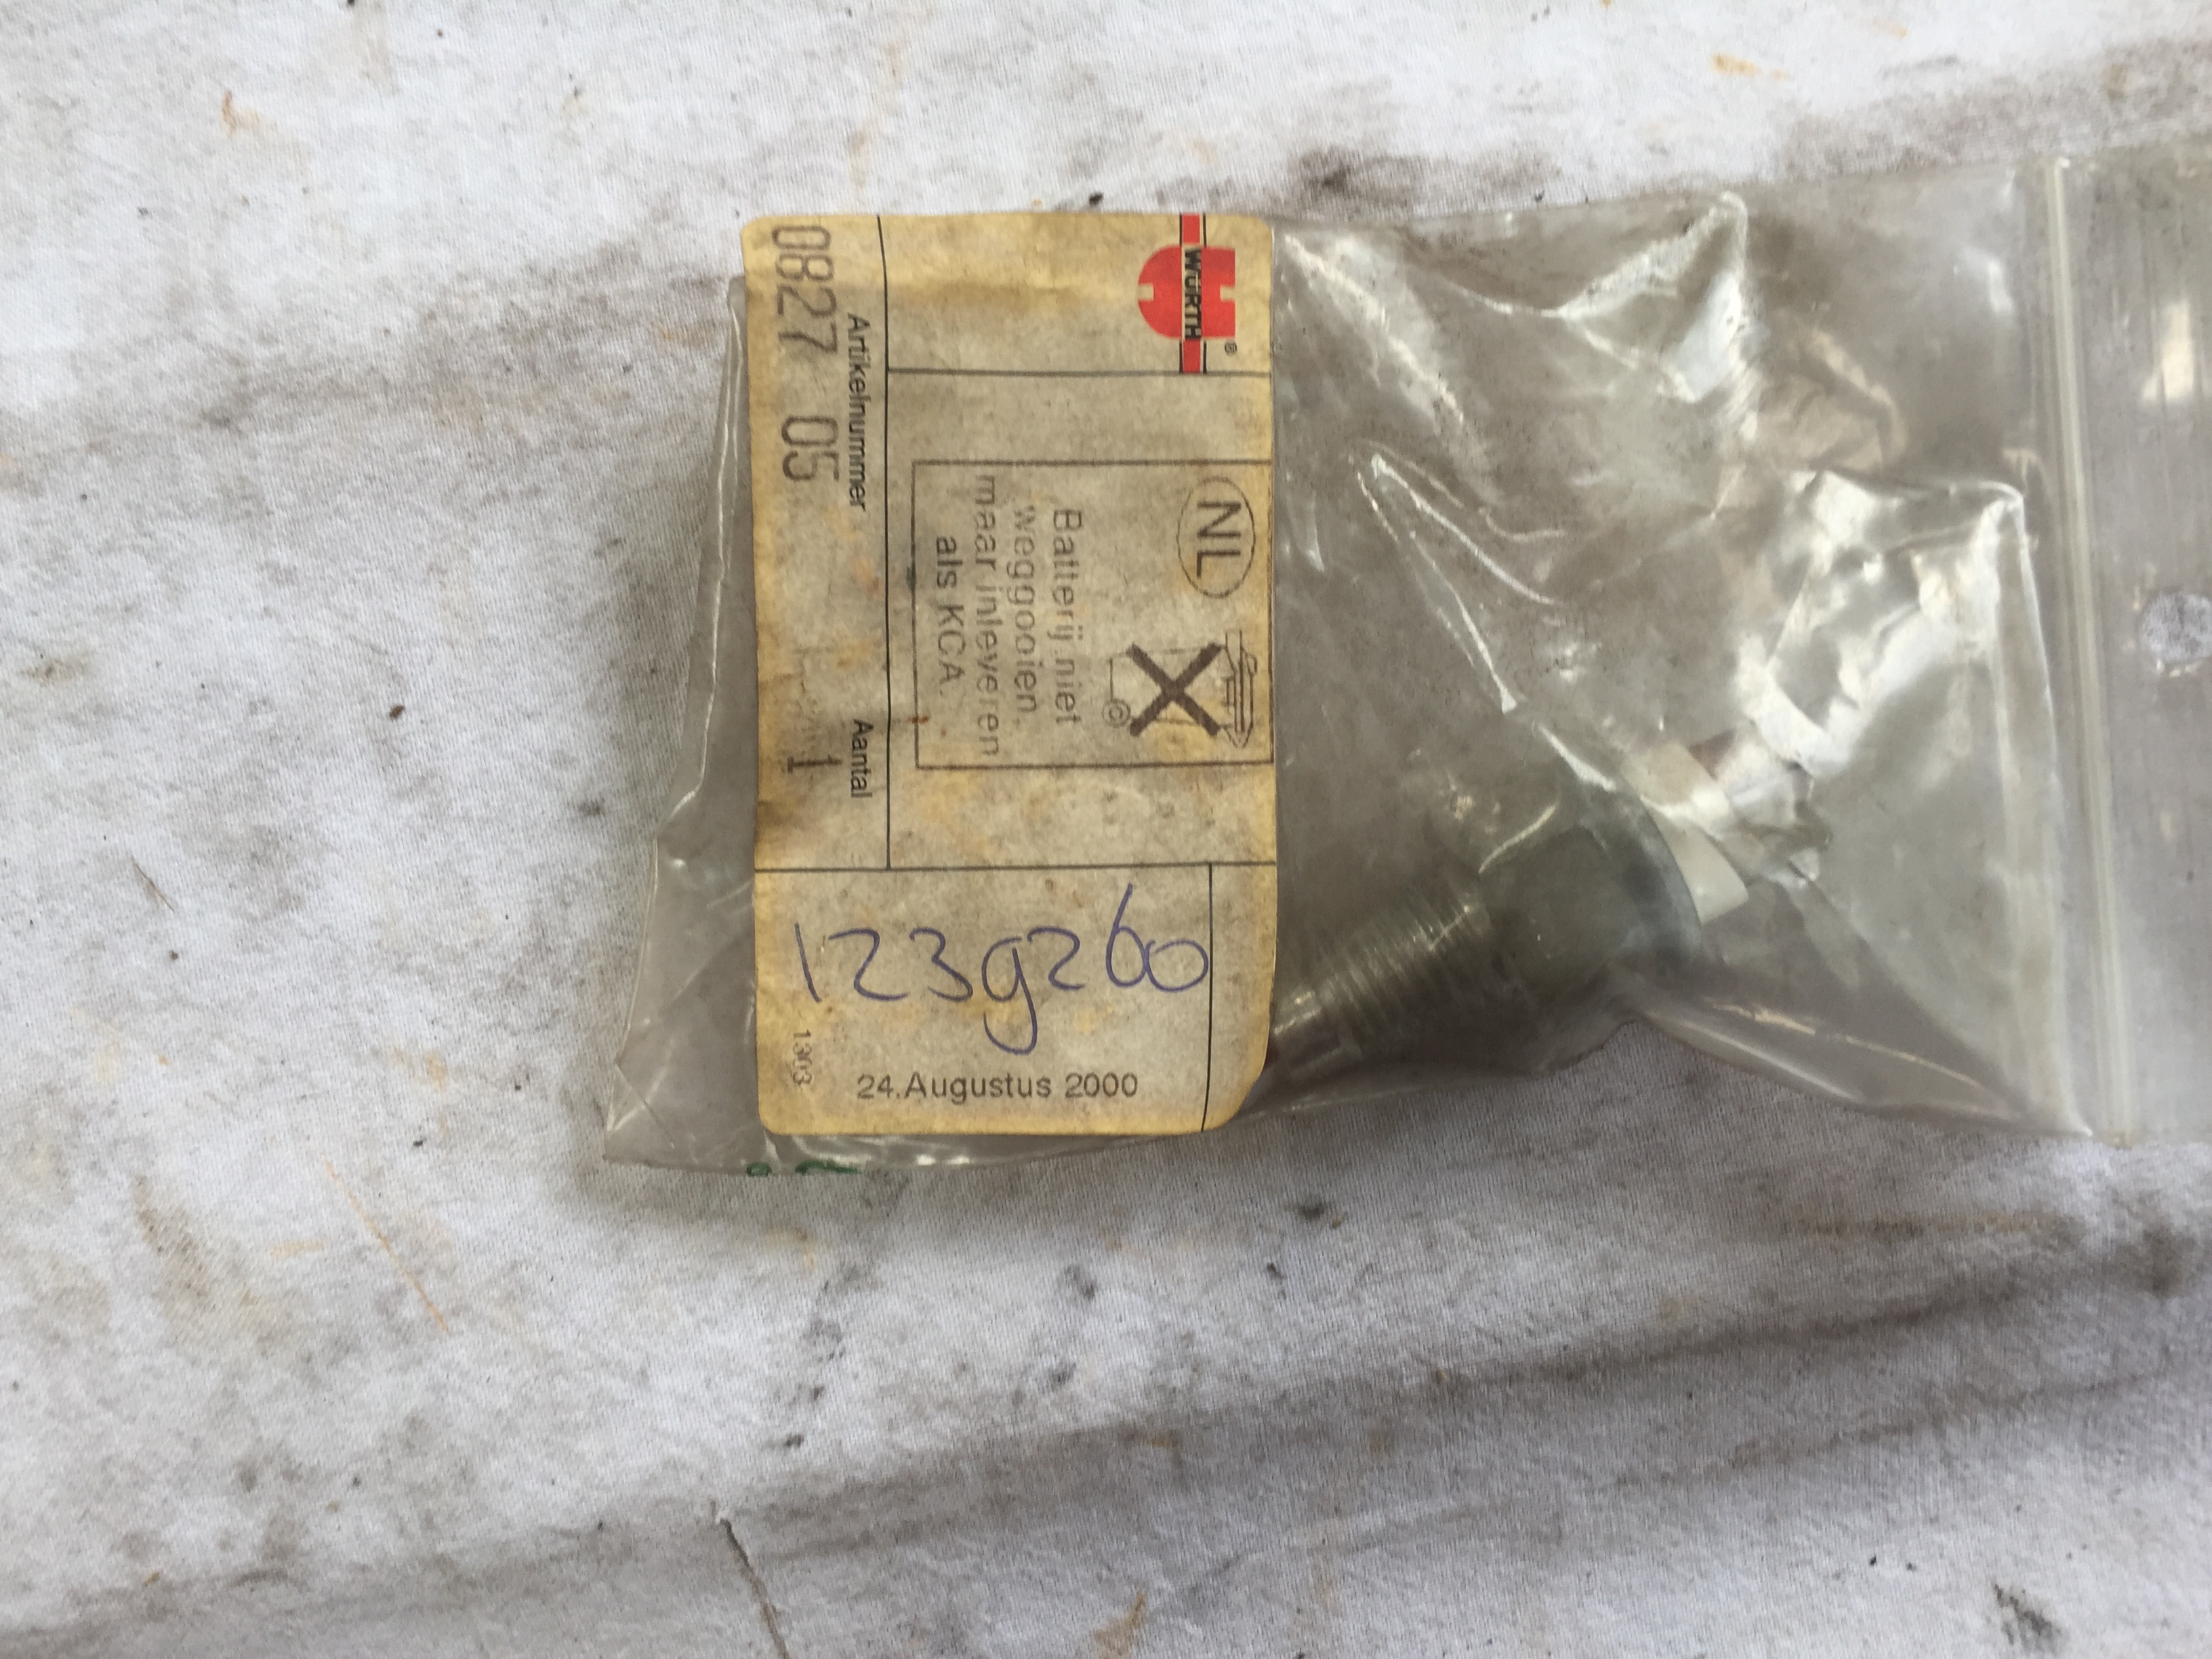 WÜRTH®
NL
Batterij niet
weggooien.
maar inleveren
als KCA.
Artikelnummer
Aantal
0827 05
1
123g260
24.Augustus 2000
1303